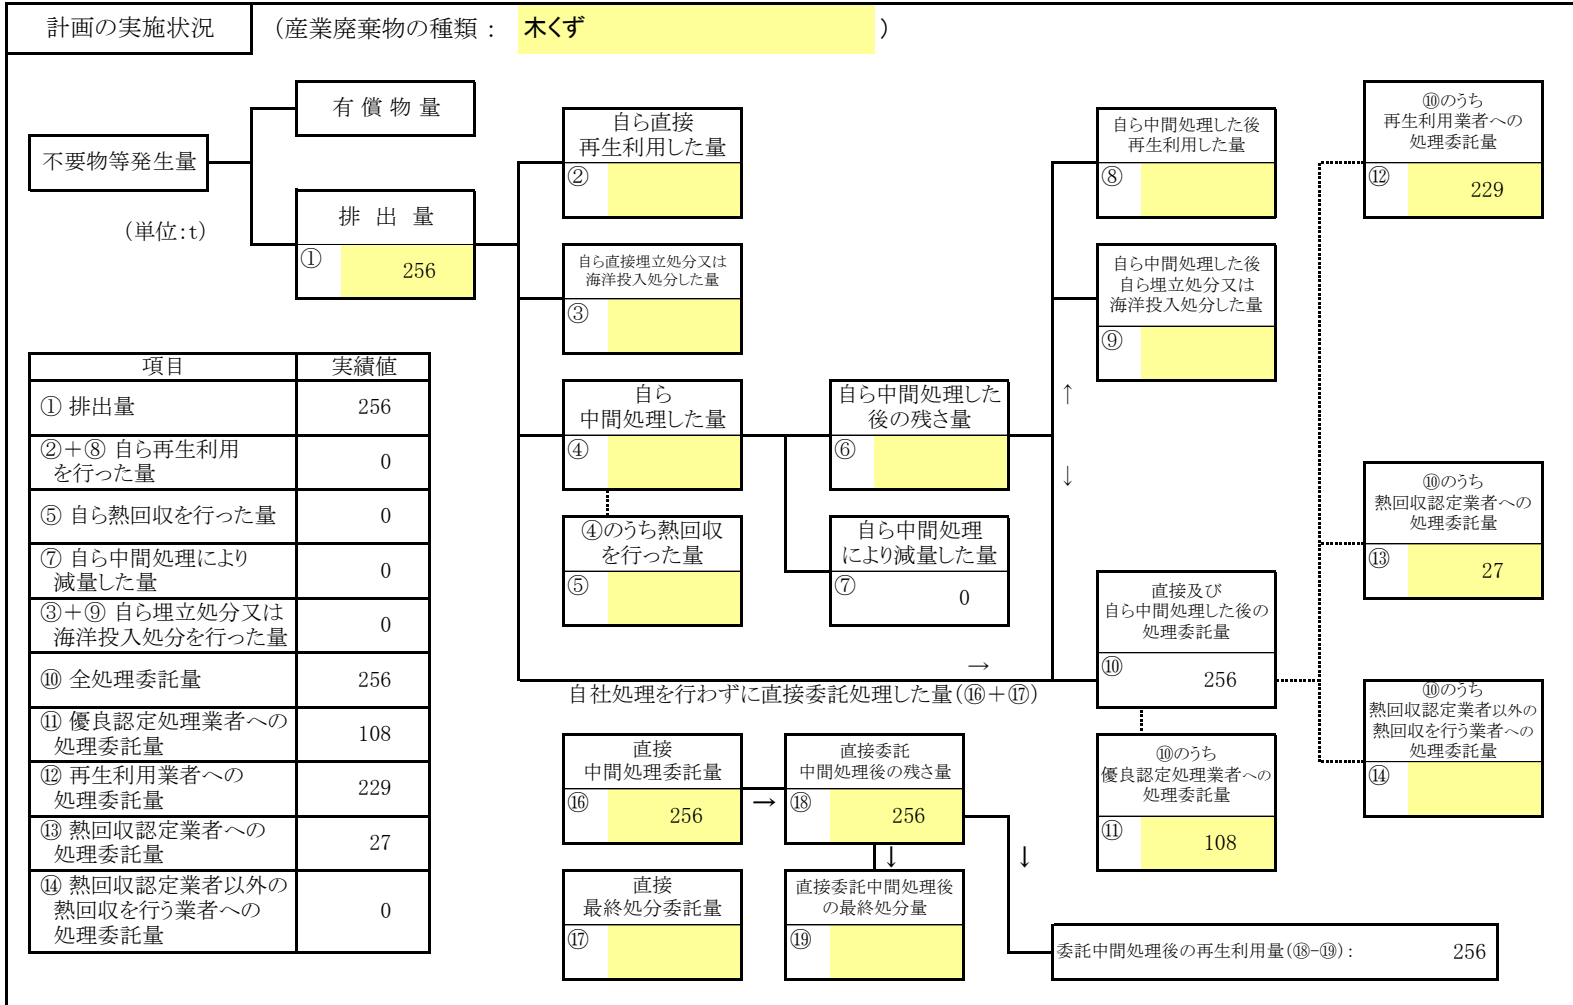 計画の実施状況
(産業廃棄物の種類： 木くず )
不要物等発生量
(単位:t)
有 償 物 量
排 出 量
① 256
自ら直接
再生利用した量
②
自ら直接埋立処分又は
海洋投入処分した量
③
自ら
中間処理した量
④
④のうち熱回収
を行った量
⑤
自ら中間処理した
後の残さ量
⑥
自ら中間処理
により減量した量
⑦ 0
自ら中間処理した後
再生利用した量
⑧
自ら中間処理した後
自ら埋立処分又は
海洋投入処分した量
⑨
↑
↓
直接及び
自ら中間処理した後の
処理委託量
⑩ 256
⑩のうち
優良認定処理業者への
処理委託量
⑪ 108
⑩のうち
再生利用業者への
処理委託量
⑫ 229
⑩のうち
熱回収認定業者への
処理委託量
⑬ 27
⑩のうち
熱回収認定業者以外の
熱回収を行う業者への
処理委託量
⑭
→
自社処理を行わずに直接委託処理した量(⑯＋⑰)
直接
中間処理委託量
⑯ 256
→
直接委託
中間処理後の残さ量
⑱ 256
↓
↓
直接
最終処分委託量
⑰
直接委託中間処理後
の最終処分量
⑲
委託中間処理後の再生利用量(⑱-⑲)： 256
項目 実績値
① 排出量 256
②＋⑧ 自ら再生利用
を行った量 0
⑤ 自ら熱回収を行った量 0
⑦ 自ら中間処理により
減量した量 0
③＋⑨ 自ら埋立処分又は
海洋投入処分を行った量 0
⑩ 全処理委託量 256
⑪ 優良認定処理業者への
処理委託量 108
⑫ 再生利用業者への
処理委託量 229
⑬ 熱回収認定業者への
処理委託量 27
⑭ 熱回収認定業者以外の
熱回収を行う業者への
処理委託量 0